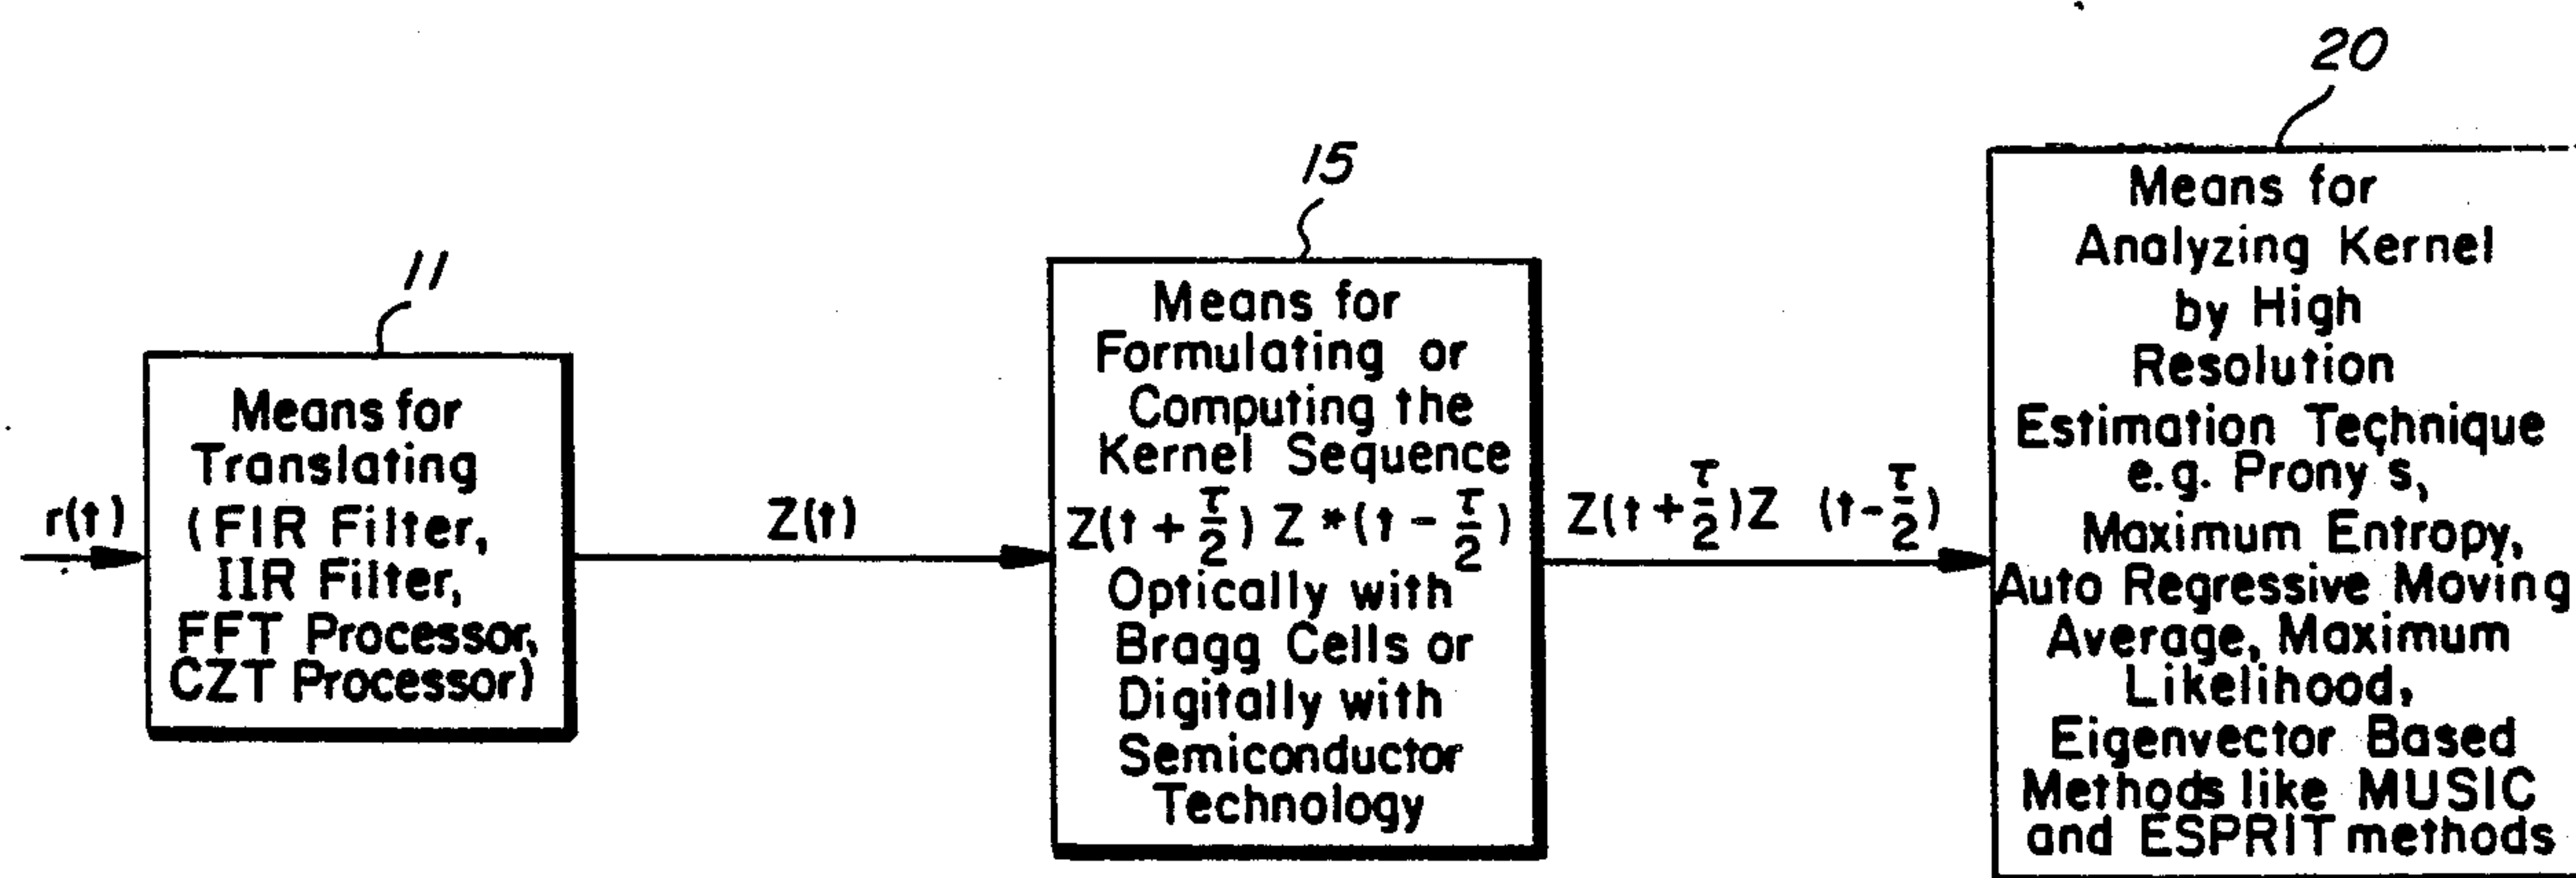 20
15
11
Means for
Translating
(FIR Filter,
IIR Filter,
FFT Processor,
CZT Processor)
r(t)
Z(t)
Means for
Formulating or
Computing the
Kernel Sequence
Z(t + τ/2) Z *(t - τ/2)
Optically with
Bragg Cells or
Digitally with
Semiconductor
Technology
Z(t + τ/2) Z (t - τ/2)
Means for
Analyzing Kernel
by High
Resolution
Estimation Technique
e.g. Prony's,
Maximum Entropy,
Auto Regressive Moving
Average, Maximum
Likelihood,
Eigenvector Based
Methods like MUSIC
and ESPRIT methods